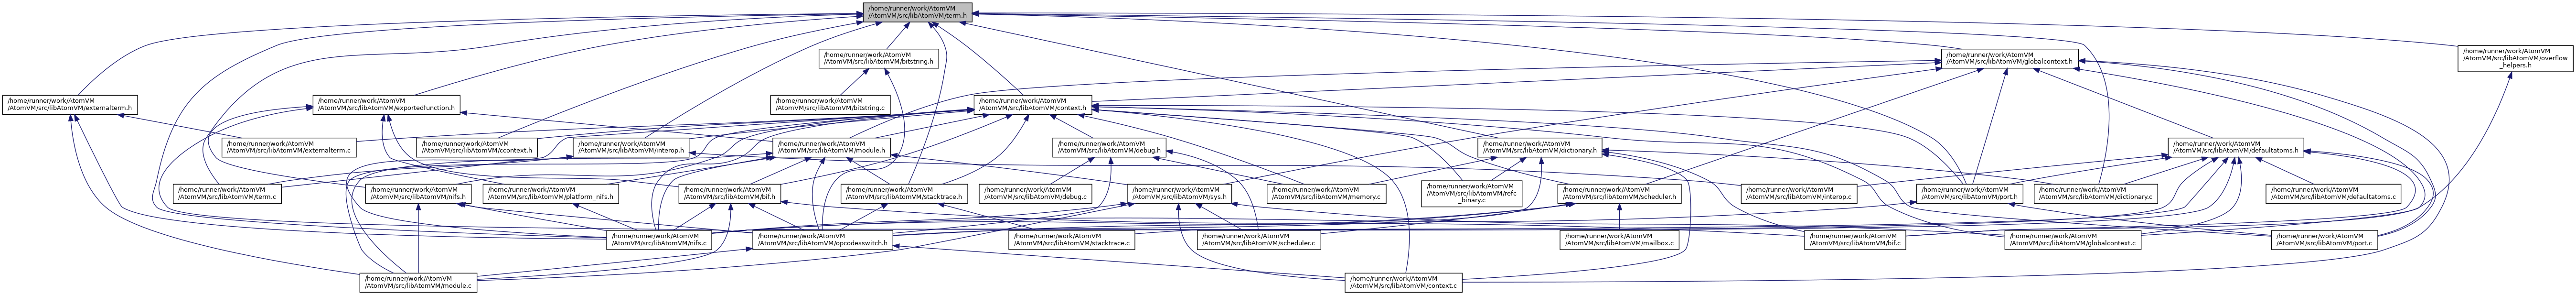 /home/runner/work/AtomVM
/AtomVM/src/libAtomVM/term.h
/home/runner/work/AtomVM
/AtomVM/src/libAtomVM/bitstring.h
/home/runner/work/AtomVM
/AtomVM/src/libAtomVM/globalcontext.h
/home/runner/work/AtomVM
/AtomVM/src/libAtomVM/overflow
_helpers.h
/home/runner/work/AtomVM
/AtomVM/src/libAtomVM/externalterm.h
/home/runner/work/AtomVM
/AtomVM/src/libAtomVM/exportedfunction.h
/home/runner/work/AtomVM
/AtomVM/src/libAtomVM/bitstring.c
/home/runner/work/AtomVM
/AtomVM/src/libAtomVM/context.h
/home/runner/work/AtomVM
/AtomVM/src/libAtomVM/externalterm.c
/home/runner/work/AtomVM
/AtomVM/src/libAtomVM/ccontext.h
/home/runner/work/AtomVM
/AtomVM/src/libAtomVM/interop.h
/home/runner/work/AtomVM
/AtomVM/src/libAtomVM/module.h
/home/runner/work/AtomVM
/AtomVM/src/libAtomVM/debug.h
/home/runner/work/AtomVM
/AtomVM/src/libAtomVM/dictionary.h
/home/runner/work/AtomVM
/AtomVM/src/libAtomVM/defaultatoms.h
/home/runner/work/AtomVM
/AtomVM/src/libAtomVM/term.c
/home/runner/work/AtomVM
/AtomVM/src/libAtomVM/nifs.h
/home/runner/work/AtomVM
/AtomVM/src/libAtomVM/platform_nifs.h
/home/runner/work/AtomVM
/AtomVM/src/libAtomVM/bif.h
/home/runner/work/AtomVM
/AtomVM/src/libAtomVM/stacktrace.h
/home/runner/work/AtomVM
/AtomVM/src/libAtomVM/debug.c
/home/runner/work/AtomVM
/AtomVM/src/libAtomVM/sys.h
/home/runner/work/AtomVM
/AtomVM/src/libAtomVM/memory.c
/home/runner/work/AtomVM
/AtomVM/src/libAtomVM/refc
_binary.c
/home/runner/work/AtomVM
/AtomVM/src/libAtomVM/scheduler.h
/home/runner/work/AtomVM
/AtomVM/src/libAtomVM/interop.c
/home/runner/work/AtomVM
/AtomVM/src/libAtomVM/port.h
/home/runner/work/AtomVM
/AtomVM/src/libAtomVM/dictionary.c
/home/runner/work/AtomVM
/AtomVM/src/libAtomVM/defaultatoms.c
/home/runner/work/AtomVM
/AtomVM/src/libAtomVM/nifs.c
/home/runner/work/AtomVM
/AtomVM/src/libAtomVM/opcodesswitch.h
/home/runner/work/AtomVM
/AtomVM/src/libAtomVM/stacktrace.c
/home/runner/work/AtomVM
/AtomVM/src/libAtomVM/scheduler.c
/home/runner/work/AtomVM
/AtomVM/src/libAtomVM/mailbox.c
/home/runner/work/AtomVM
/AtomVM/src/libAtomVM/bif.c
/home/runner/work/AtomVM
/AtomVM/src/libAtomVM/globalcontext.c
/home/runner/work/AtomVM
/AtomVM/src/libAtomVM/port.c
/home/runner/work/AtomVM
/AtomVM/src/libAtomVM/module.c
/home/runner/work/AtomVM
/AtomVM/src/libAtomVM/context.c